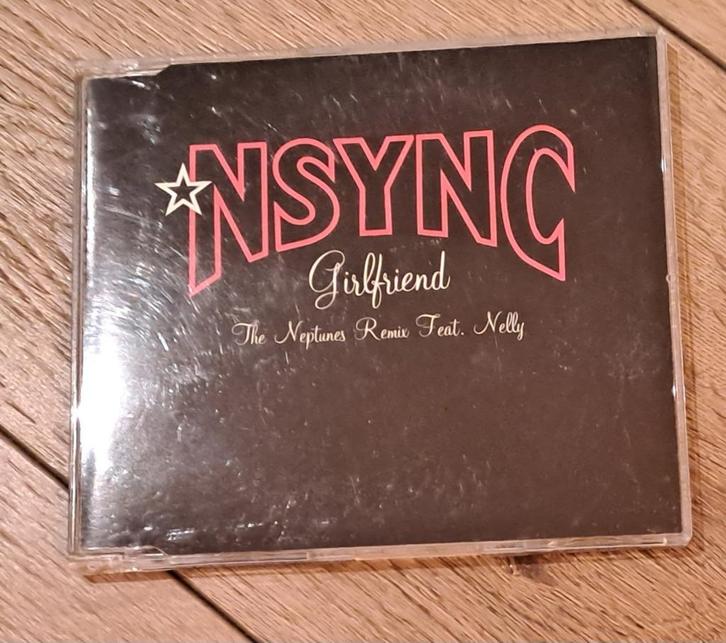 ☆NSYNC
Girlfriend
The Neptunes Remix Feat. Nelly